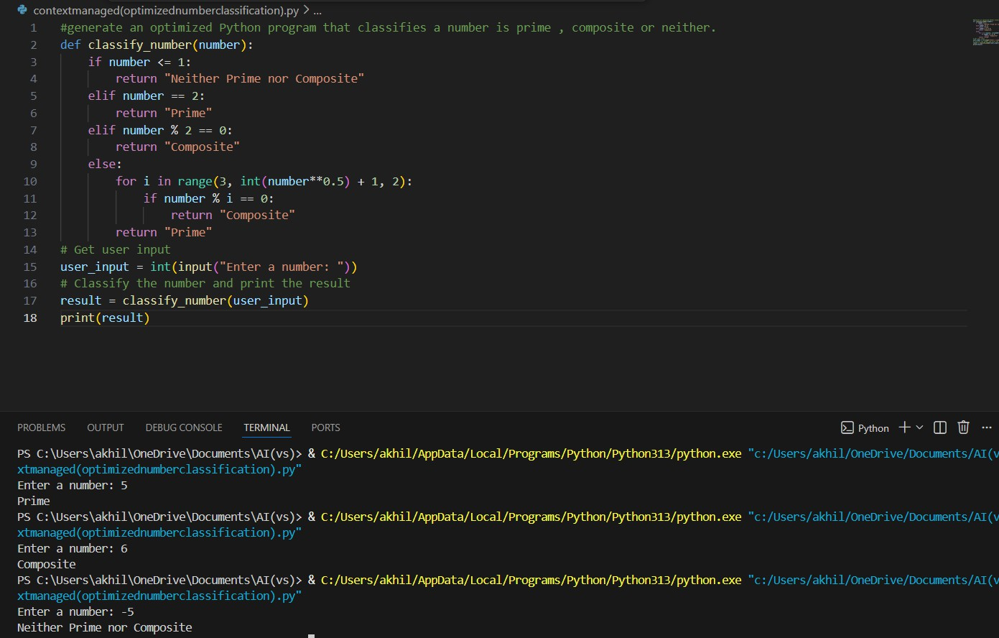 contextmanaged(optimizednumberclassification).py > ...
1 #generate an optimized Python program that classifies a number is prime , composite or neither.
2 def classify_number(number):
3     if number <= 1:
4         return "Neither Prime nor Composite"
5     elif number == 2:
6         return "Prime"
7     elif number % 2 == 0:
8         return "Composite"
9     else:
10         for i in range(3, int(number**0.5) + 1, 2):
11             if number % i == 0:
12                 return "Composite"
13         return "Prime"
14 # Get user input
15 user_input = int(input("Enter a number: "))
16 # Classify the number and print the result
17 result = classify_number(user_input)
18 print(result)
PROBLEMS OUTPUT DEBUG CONSOLE TERMINAL PORTS Python
PS C:\Users\akhil\OneDrive\Documents\AI(vs)> & C:/Users/akhil/AppData/Local/Programs/Python/Python313/python.exe "c:/Users/akhil/OneDrive/Documents/AI(v
xtmanaged(optimizednumberclassification).py"
Enter a number: 5
Prime
PS C:\Users\akhil\OneDrive\Documents\AI(vs)> & C:/Users/akhil/AppData/Local/Programs/Python/Python313/python.exe "c:/Users/akhil/OneDrive/Documents/AI(v
xtmanaged(optimizednumberclassification).py"
Enter a number: 6
Composite
PS C:\Users\akhil\OneDrive\Documents\AI(vs)> & C:/Users/akhil/AppData/Local/Programs/Python/Python313/python.exe "c:/Users/akhil/OneDrive/Documents/AI(v
xtmanaged(optimizednumberclassification).py"
Enter a number: -5
Neither Prime nor Composite